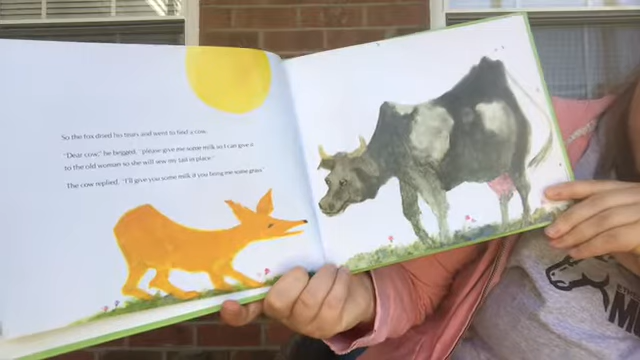 So the fox dried his tears and went to find a cow.
"Dear cow," he begged, "please give me some milk so I can give it
to the old woman so she will sew my tail in place."
The cow replied, "I'll give you some milk if you bring me some grass."